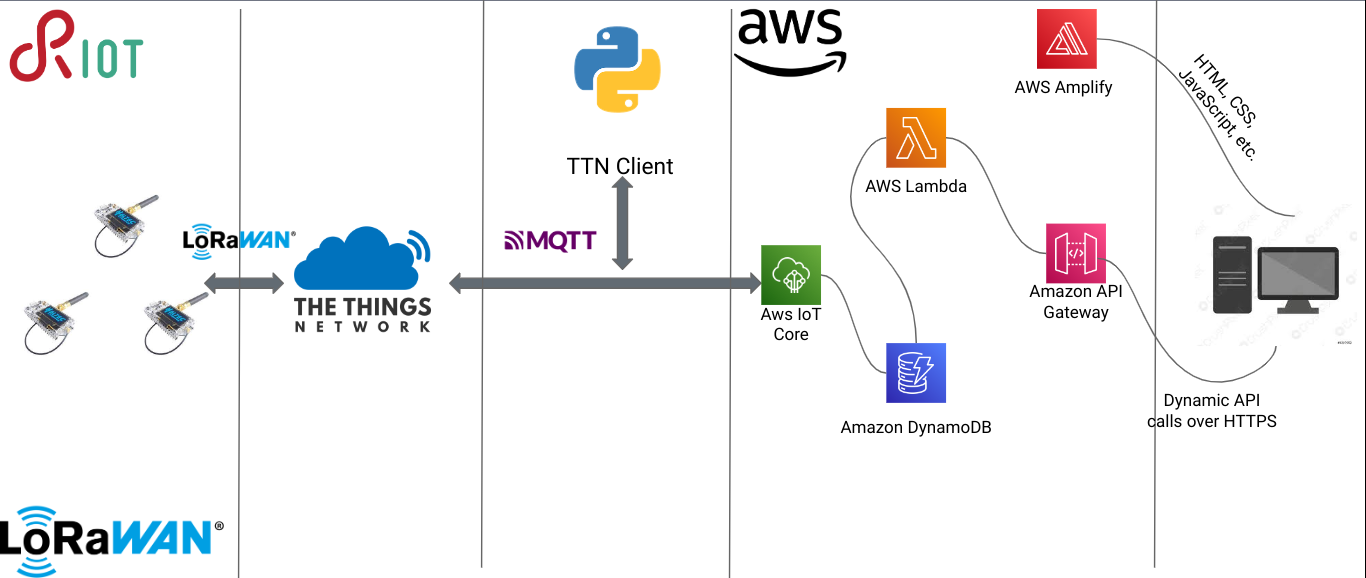 RIOT
aws
AWS Amplify
HTML, CSS,
JavaScript, etc.
TTN Client
AWS Lambda
LoRaWAN®
MQTT
THE THINGS
NETWORK
Aws IoT
Core
Amazon API
Gateway
Dynamic API
calls over HTTPS
Amazon DynamoDB
LoRaWAN®